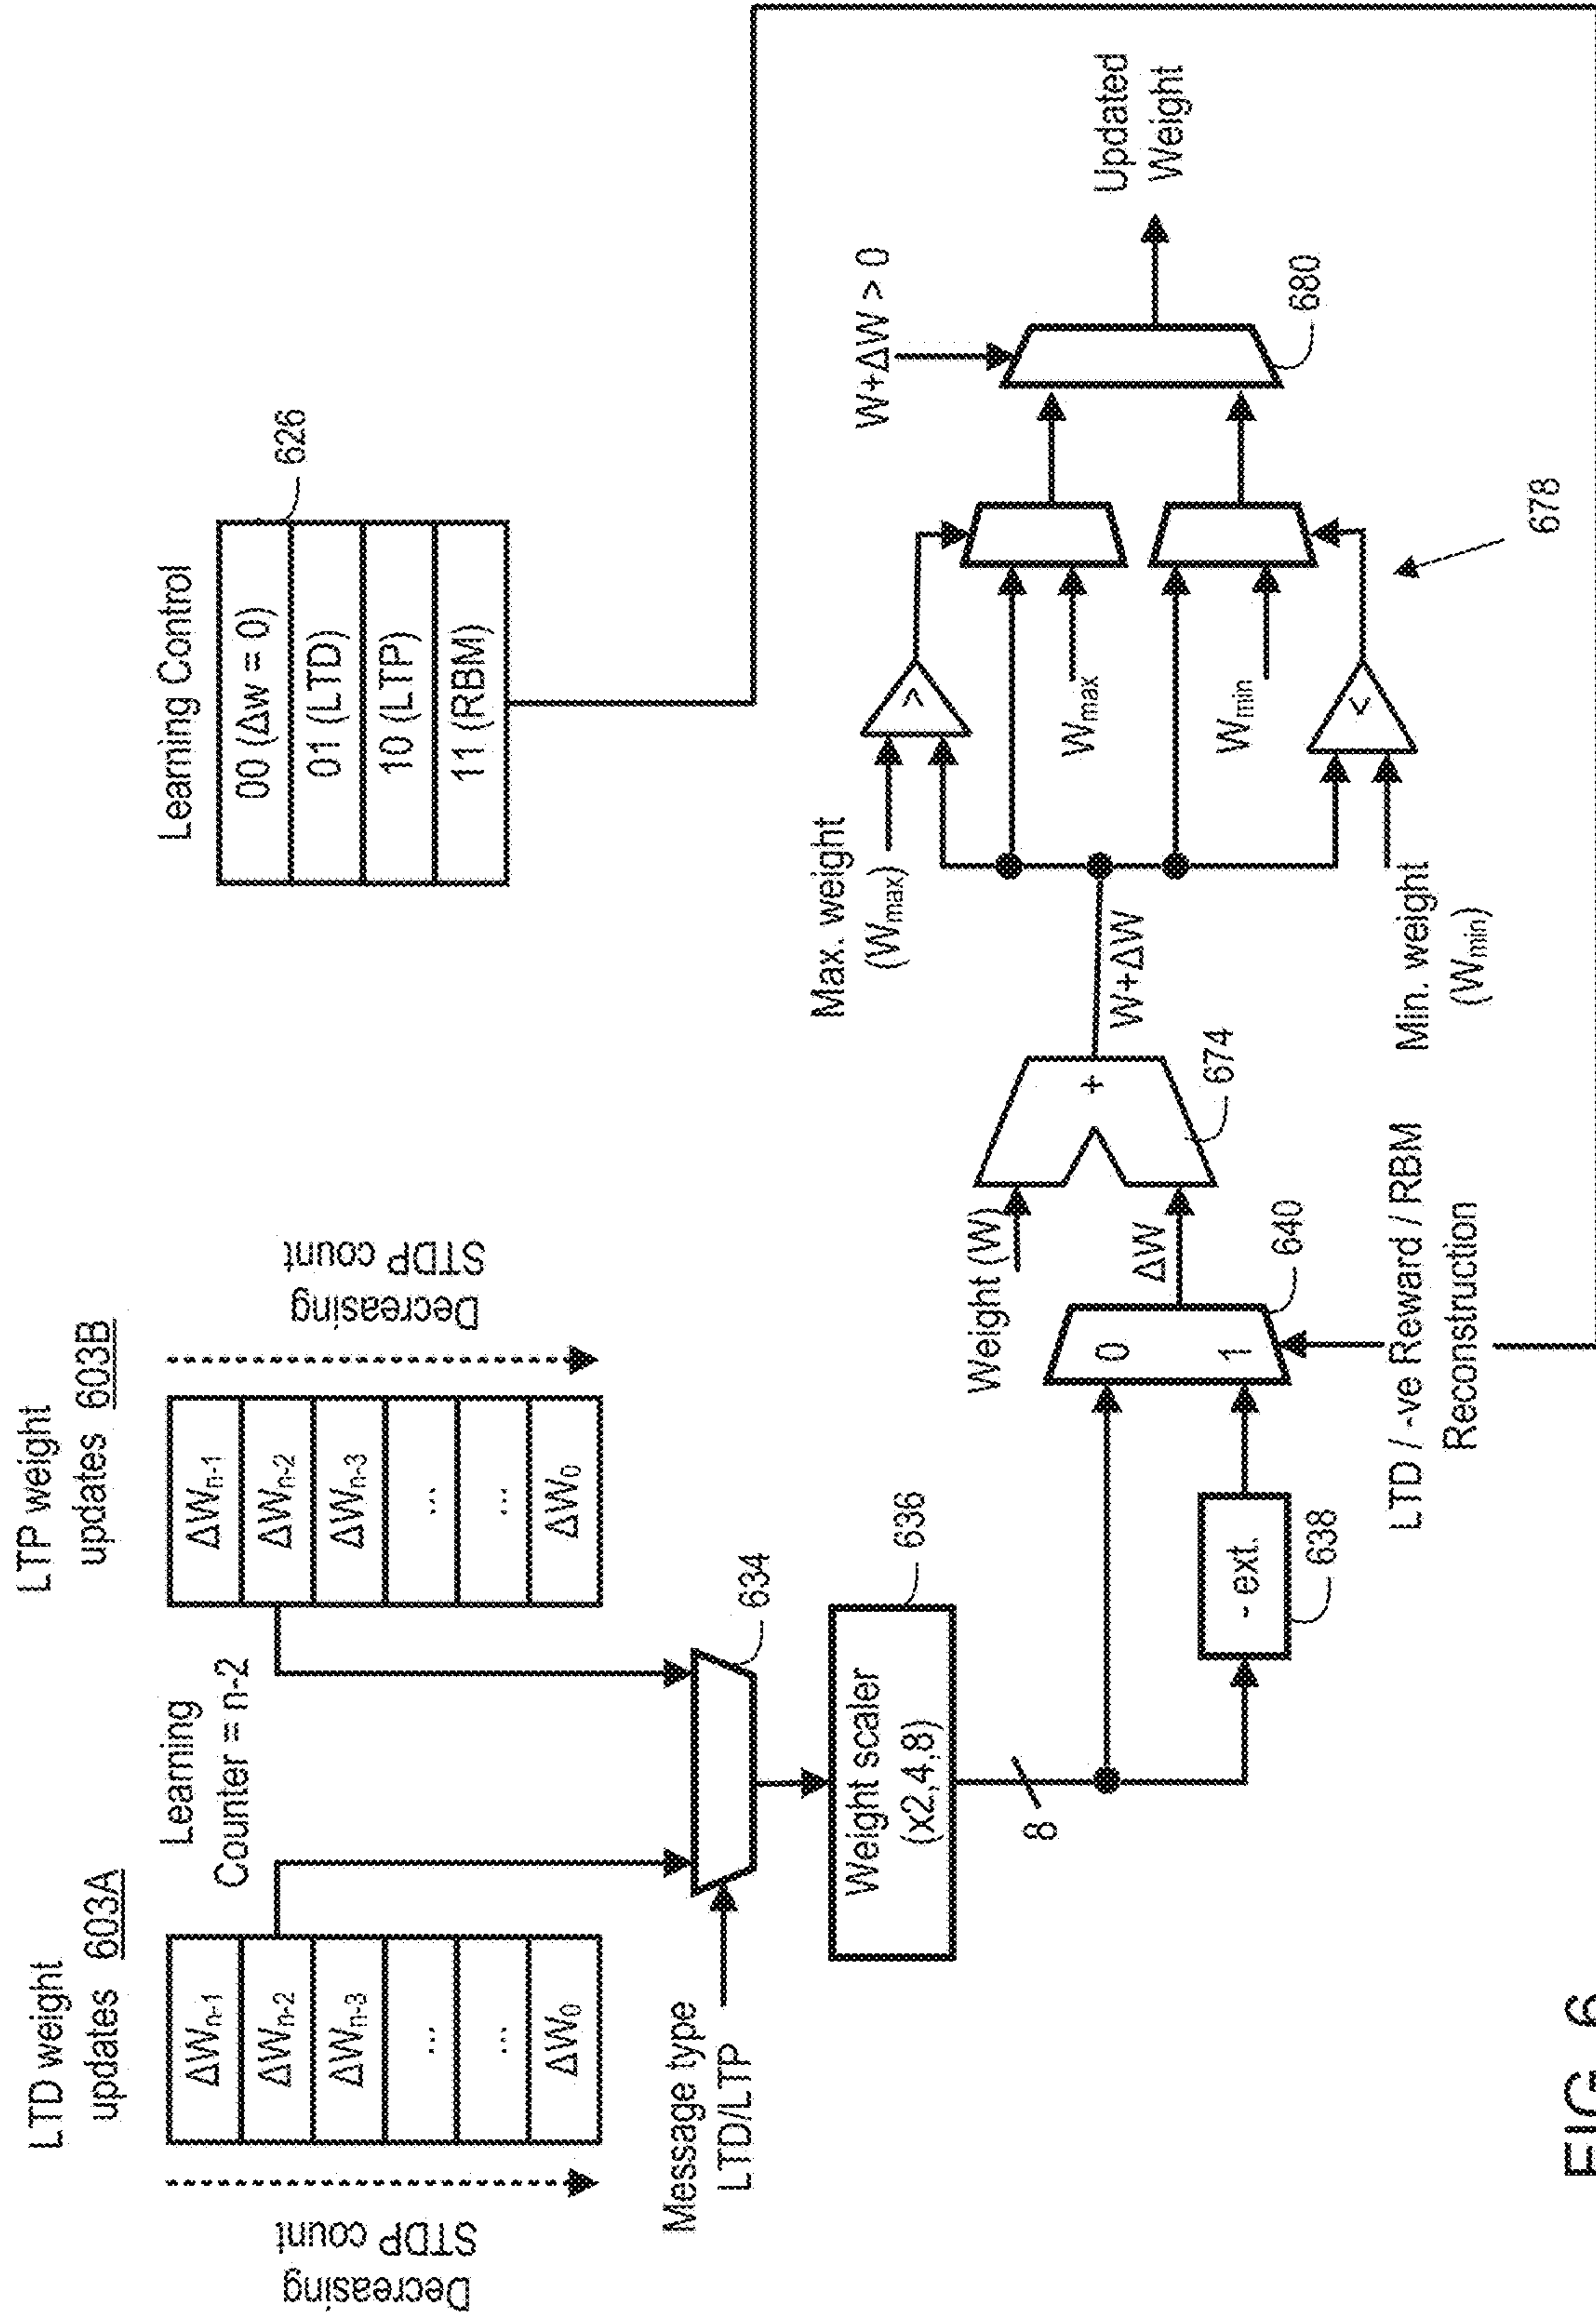 LTD weight
updates 603A
Decreasing
STDP count
ΔWn-1
ΔWn-2
ΔWn-3
...
...
ΔW0
Learning
Counter = n-2
LTP weight
updates 603B
ΔWn-1
ΔWn-2
ΔWn-3
...
...
ΔW0
Decreasing
STDP count
Learning Control
00 (Δw = 0)
01 (LTD)
10 (LTP)
11 (RBM)
626
Message type
LTD/LTP
634
Weight scaler
(x2,4,8)
636
8
- ext.
638
0
1
640
LTD / -ve Reward / RBM
Reconstruction
Weight (W)
ΔW
+
674
W+ΔW
Max. weight
(Wmax)
>
Wmax
Wmin
<
Min. weight
(Wmin)
678
W+ΔW > 0
680
Updated
Weight
FIG. 6